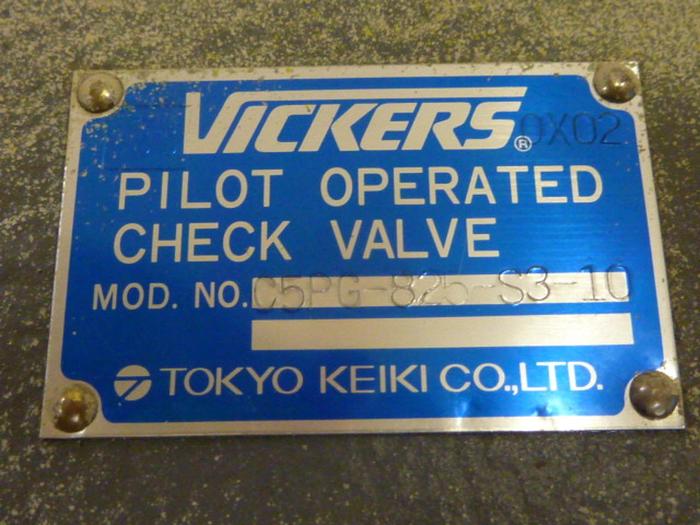 VICKERS® 0X02
PILOT OPERATED
CHECK VALVE
MOD. NO. C5PG-825-S3-10
TOKYO KEIKI CO.,LTD.